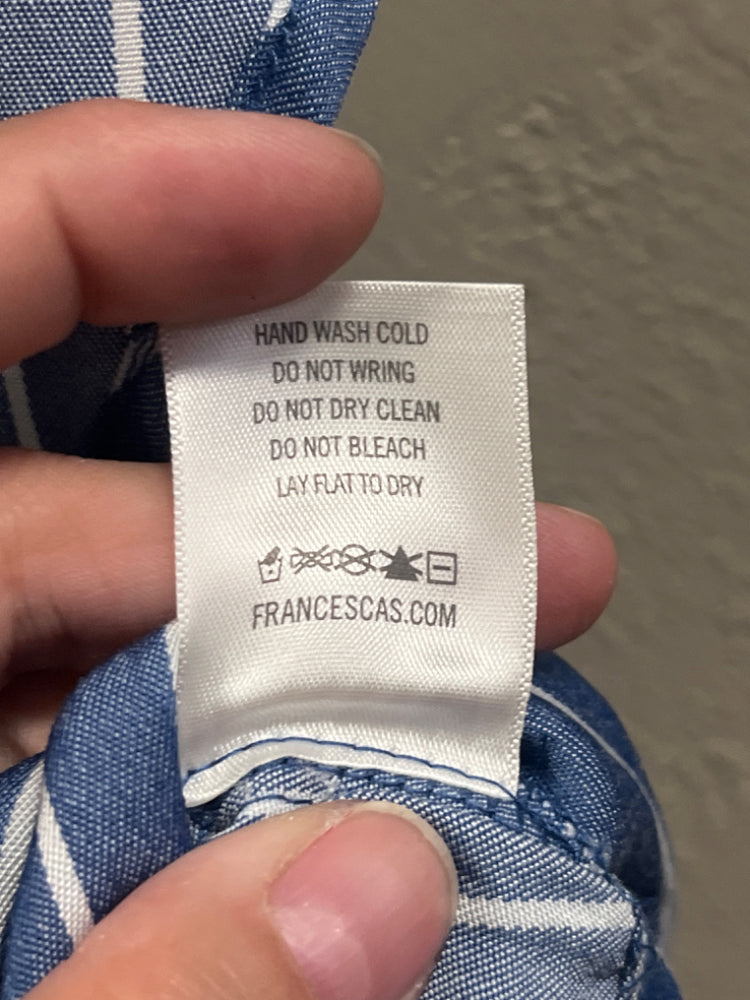 HAND WASH COLD
DO NOT WRING
DO NOT DRY CLEAN
DO NOT BLEACH
LAY FLAT TO DRY
FRANCESCAS.COM